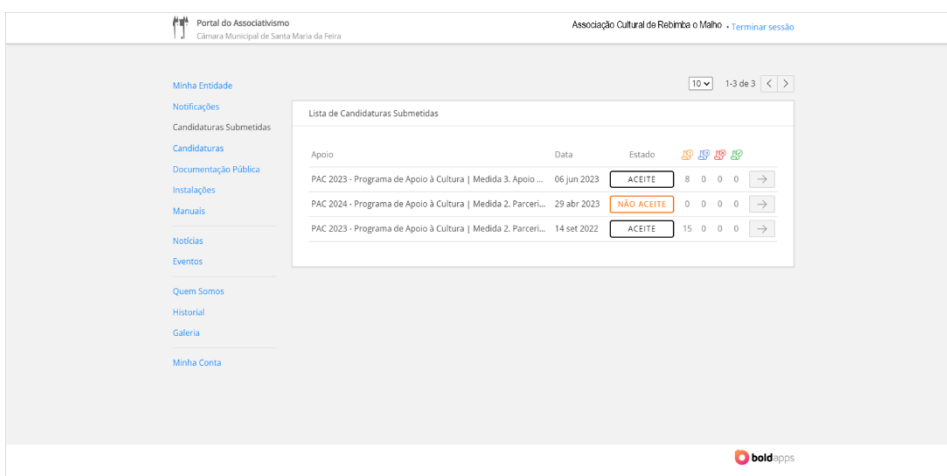 Portal do Associativismo
Câmara Municipal de Santa Maria da Feira
Associação Cultural de Rebimba o Malho • Terminar sessão
Minha Entidade
Notificações
Candidaturas Submetidas
Candidaturas
Documentação Pública
Instalações
Manuais
Notícias
Eventos
Quem Somos
Historial
Galeria
Minha Conta
10 1-3 de 3
Lista de Candidaturas Submetidas
Apoio Data Estado
PAC 2023 - Programa de Apoio à Cultura | Medida 3. Apoio ... 06 jun 2023 ACEITE 8 0 0 0
PAC 2024 - Programa de Apoio à Cultura | Medida 2. Parceri... 29 abr 2023 NÃO ACEITE 0 0 0 0
PAC 2023 - Programa de Apoio à Cultura | Medida 2. Parceri... 14 set 2022 ACEITE 15 0 0 0
boldapps